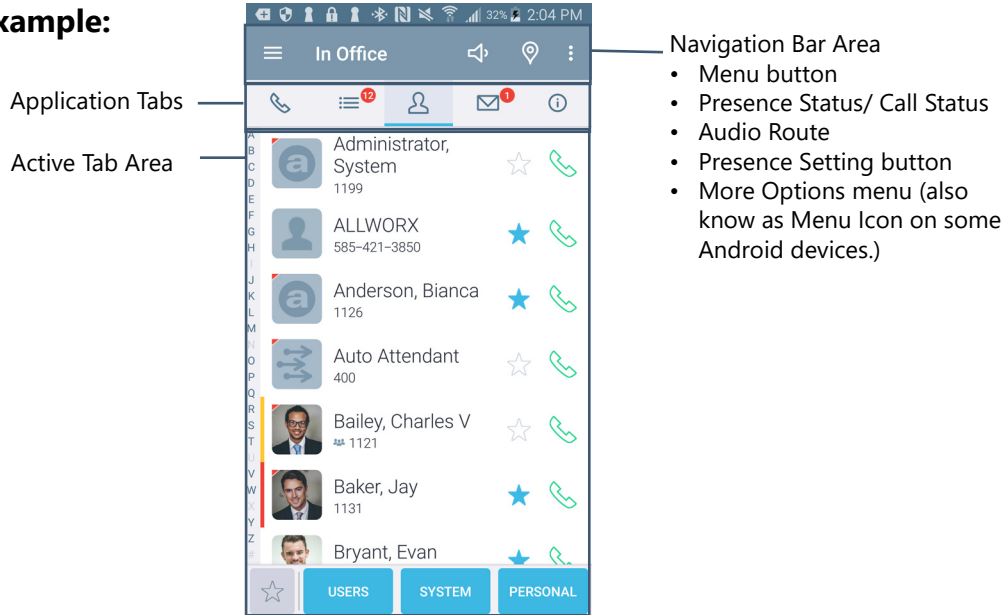 xample:
32% 2:04 PM
In Office
12
1
Application Tabs
Active Tab Area
Navigation Bar Area
• Menu button
• Presence Status/ Call Status
• Audio Route
• Presence Setting button
• More Options menu (also
know as Menu Icon on some
Android devices.)
A
B
C
D
E
F
G
H
I
J
K
L
M
N
O
P
Q
R
S
T
U
V
W
X
Y
Z
#
Administrator,
System
1199
ALLWORX
585-421-3850
Anderson, Bianca
1126
Auto Attendant
400
Bailey, Charles V
1121
Baker, Jay
1131
Bryant, Evan
USERS SYSTEM PERSONAL